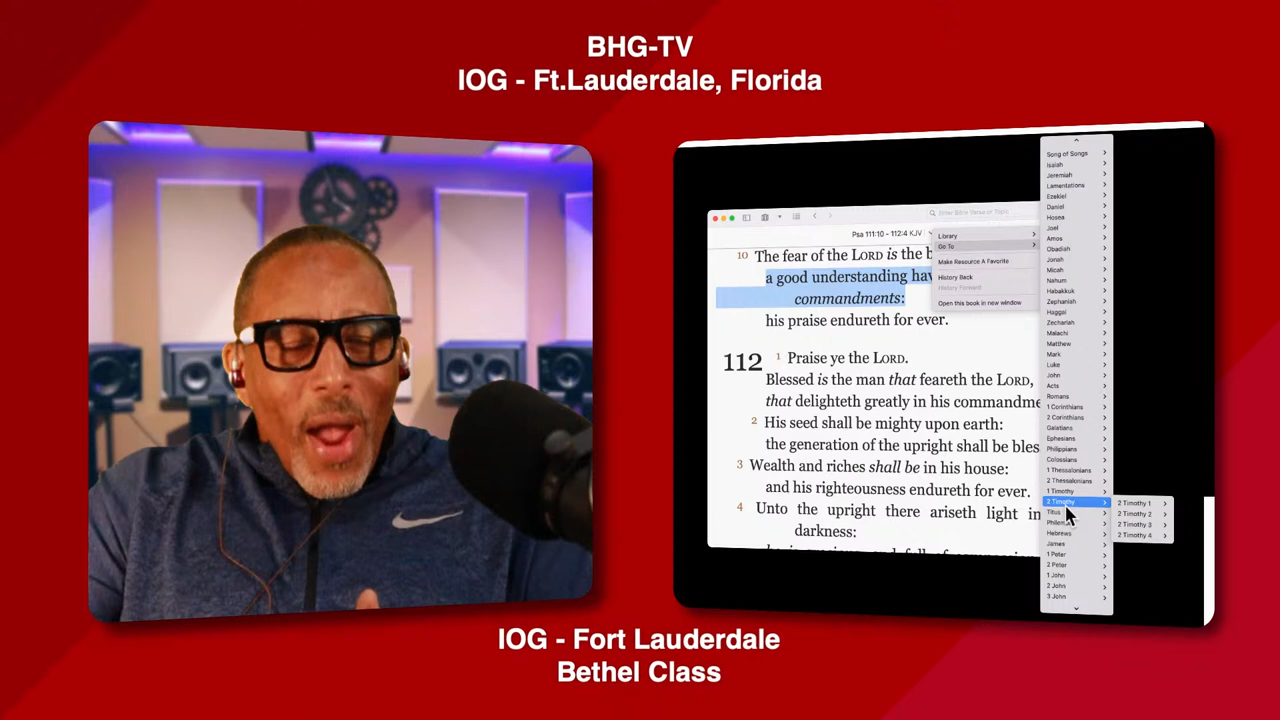 BHG-TV
IOG - Ft.Lauderdale, Florida
Enter Bible Verse or Topic
Psa 111:10 - 112:4 KJV
10 The fear of the LORD is the b
a good understanding hav
commandments:
his praise endureth for ever.
112 1 Praise ye the LORD.
Blessed is the man that feareth the LORD,
that delighteth greatly in his commandme
2 His seed shall be mighty upon earth:
the generation of the upright shall be bles
3 Wealth and riches shall be in his house:
and his righteousness endureth for ever.
4 Unto the upright there ariseth light in
darkness:
Library
Go To
Make Resource A Favorite
History Back
History Forward
Open this book in new window
Song of Songs
Isaiah
Jeremiah
Lamentations
Ezekiel
Daniel
Hosea
Joel
Amos
Obadiah
Jonah
Micah
Nahum
Habakkuk
Zephaniah
Haggai
Zechariah
Malachi
Matthew
Mark
Luke
John
Acts
Romans
1 Corinthians
2 Corinthians
Galatians
Ephesians
Philippians
Colossians
1 Thessalonians
2 Thessalonians
1 Timothy
2 Timothy
Titus
Philem
Hebrews
James
1 Peter
2 Peter
1 John
2 John
3 John
2 Timothy 1
2 Timothy 2
2 Timothy 3
2 Timothy 4
IOG - Fort Lauderdale
Bethel Class